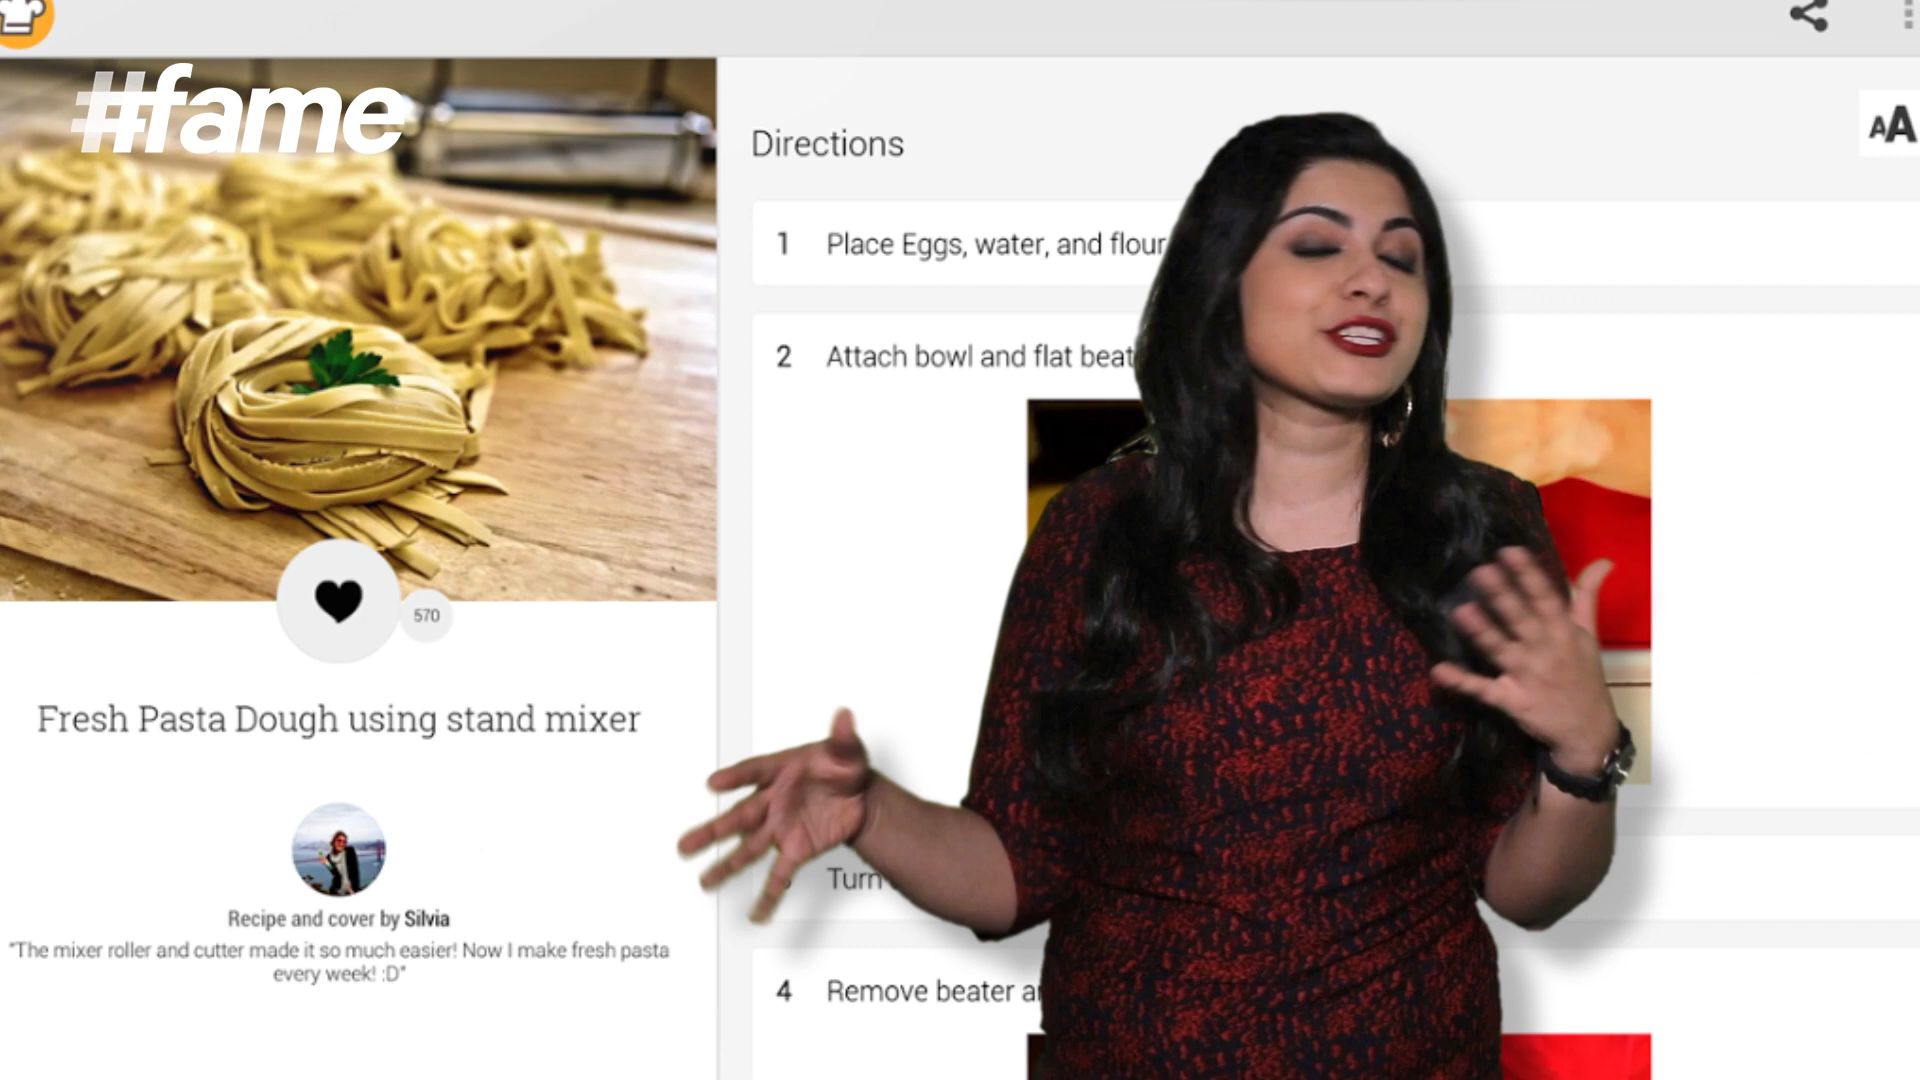 #fame
AA
Directions
1 Place Eggs, water, and flour
2 Attach bowl and flat beat
570
Fresh Pasta Dough using stand mixer
Turn
Recipe and cover by Silvia
"The mixer roller and cutter made it so much easier! Now I make fresh pasta
every week! :D"
4 Remove beater